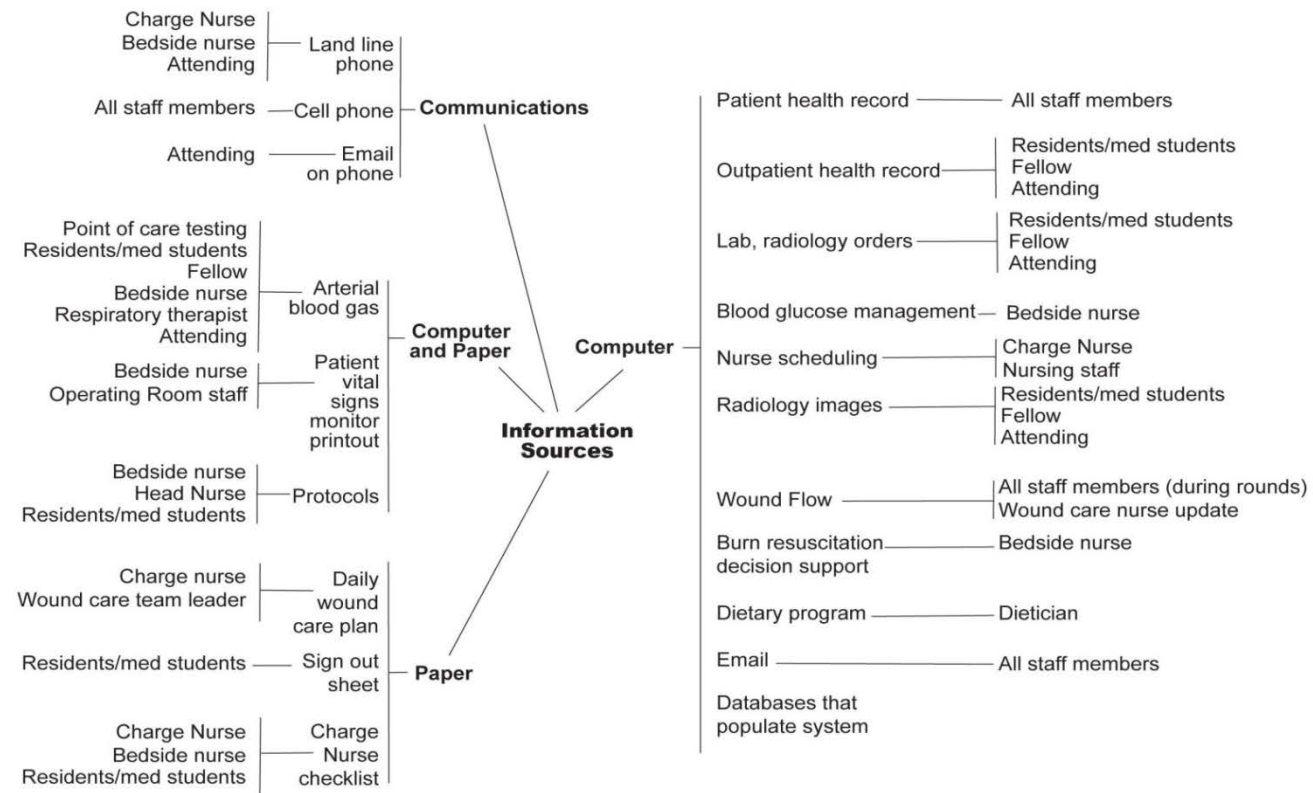 Charge Nurse
Bedside nurse
Attending
Land line
phone
All staff members
Cell phone
Attending
Email
on phone
Communications
Point of care testing
Residents/med students
Fellow
Bedside nurse
Respiratory therapist
Attending
Arterial
blood gas
Bedside nurse
Operating Room staff
Patient
vital
signs
monitor
printout
Bedside nurse
Head Nurse
Residents/med students
Protocols
Computer
and Paper
Charge nurse
Wound care team leader
Daily
wound
care plan
Residents/med students
Sign out
sheet
Charge Nurse
Bedside nurse
Residents/med students
Charge
Nurse
checklist
Paper
Information
Sources
Computer
Patient health record
All staff members
Outpatient health record
Residents/med students
Fellow
Attending
Lab, radiology orders
Residents/med students
Fellow
Attending
Blood glucose management
Bedside nurse
Nurse scheduling
Charge Nurse
Nursing staff
Radiology images
Residents/med students
Fellow
Attending
Wound Flow
All staff members (during rounds)
Wound care nurse update
Burn resuscitation
decision support
Bedside nurse
Dietary program
Dietician
Email
All staff members
Databases that
populate system